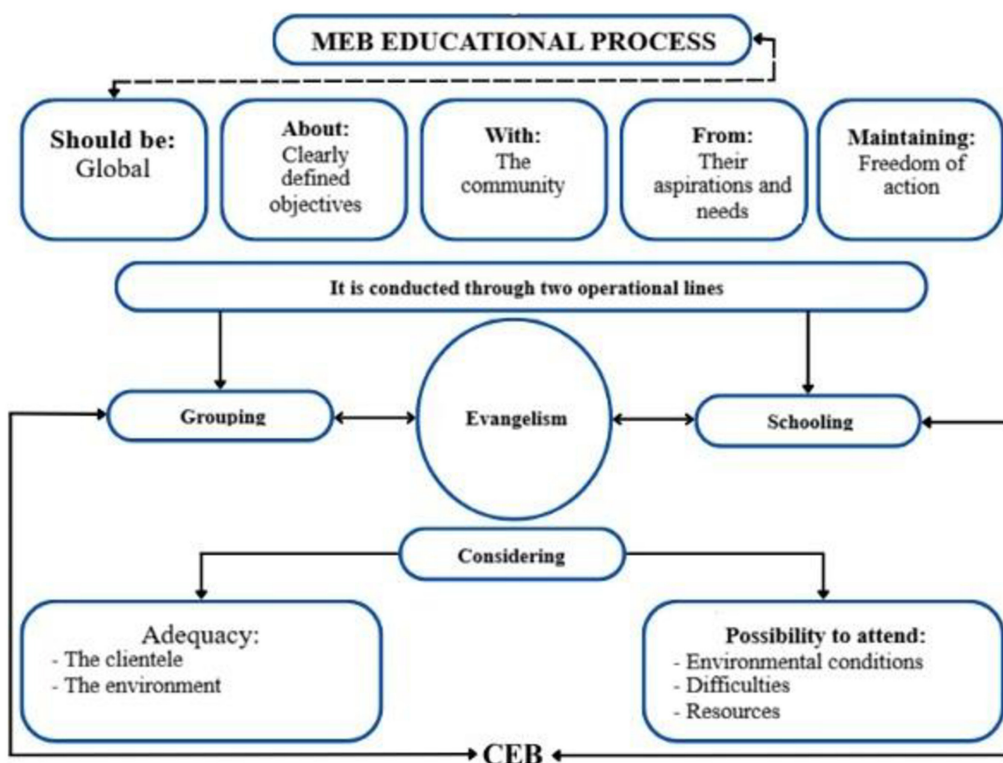 MEB EDUCATIONAL PROCESS
Should be:
Global
About:
Clearly
defined
objectives
With:
The
community
From:
Their
aspirations and
needs
Maintaining:
Freedom of
action
It is conducted through two operational lines
Grouping
Evangelism
Schooling
Considering
Adequacy:
- The clientele
- The environment
Possibility to attend:
- Environmental conditions
- Difficulties
- Resources
CEB